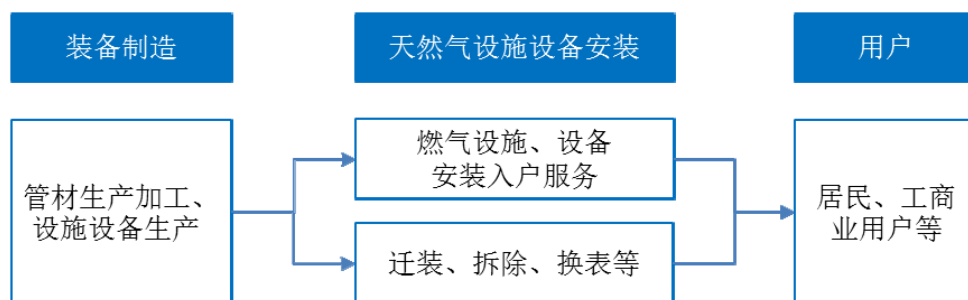 装备制造
天然气设施设备安装
用户
管材生产加工、
设施设备生产
燃气设施、设备
安装入户服务
迁装、拆除、换表等
居民、工商
业用户等